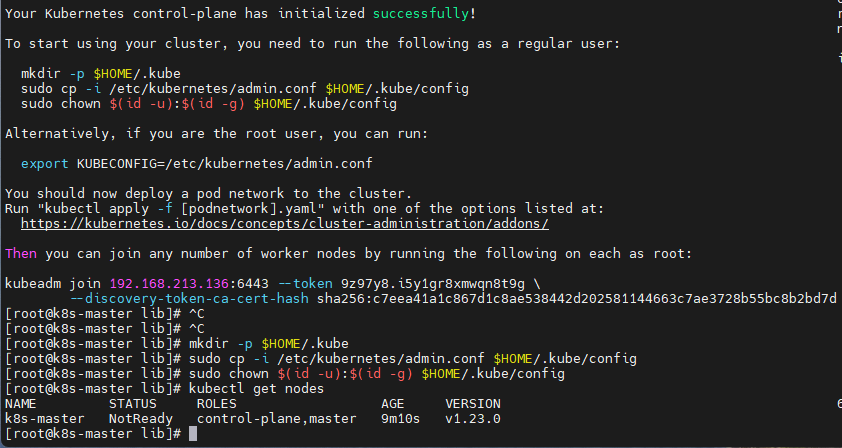 Your Kubernetes control-plane has initialized successfully!
To start using your cluster, you need to run the following as a regular user:
mkdir -p $HOME/.kube
sudo cp -i /etc/kubernetes/admin.conf $HOME/.kube/config
sudo chown $(id -u):$(id -g) $HOME/.kube/config
Alternatively, if you are the root user, you can run:
export KUBECONFIG=/etc/kubernetes/admin.conf
You should now deploy a pod network to the cluster.
Run "kubectl apply -f [podnetwork].yaml" with one of the options listed at:
https://kubernetes.io/docs/concepts/cluster-administration/addons/
Then you can join any number of worker nodes by running the following on each as root:
kubeadm join 192.168.213.136:6443 --token 9z97y8.i5y1gr8xmwqn8t9g \
--discovery-token-ca-cert-hash sha256:c7eea41a1c867d1c8ae538442d202581144663c7ae3728b55bc8b2bd7d
[root@k8s-master lib]# ^C
[root@k8s-master lib]# ^C
[root@k8s-master lib]# mkdir -p $HOME/.kube
[root@k8s-master lib]# sudo cp -i /etc/kubernetes/admin.conf $HOME/.kube/config
[root@k8s-master lib]# sudo chown $(id -u):$(id -g) $HOME/.kube/config
[root@k8s-master lib]# kubectl get nodes
NAME STATUS ROLES AGE VERSION
k8s-master NotReady control-plane,master 9m10s v1.23.0
[root@k8s-master lib]#